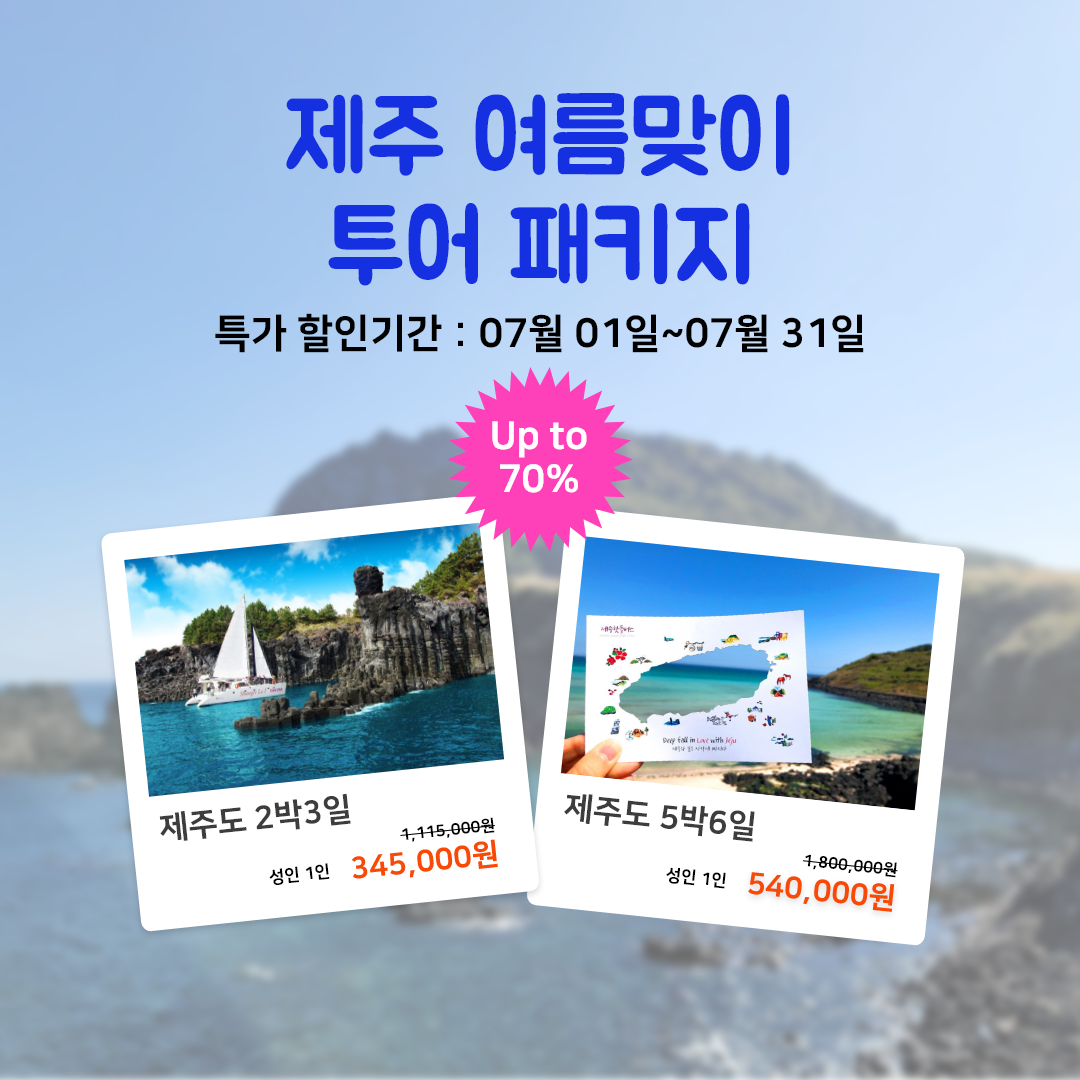 제주 여름맞이
투어 패키지
특가 할인기간 : 07월 01일~07월 31일
Up to
70%
제주도 2박3일
1,115,000원
성인 1인 345,000원
Deep fall in Love with Jeju
제주도 5박6일
1,800,000원
성인 1인 540,000원